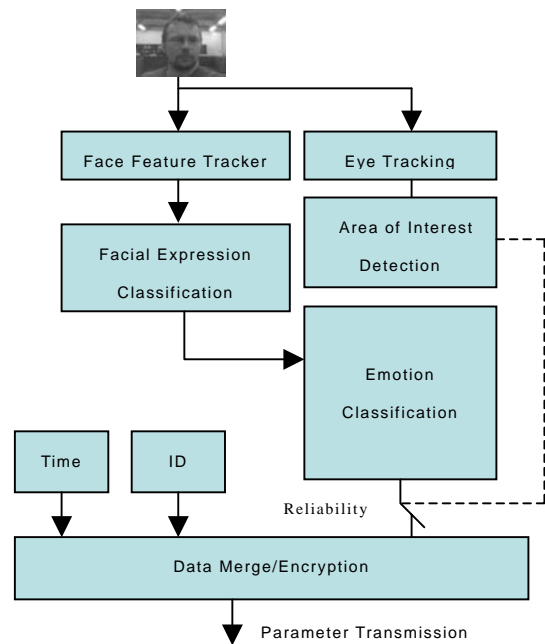 Face Feature Tracker
Eye Tracking
Area of Interest
Detection
Facial Expression
Classification
Emotion
Classification
Time
ID
Reliability
Data Merge/Encryption
Parameter Transmission